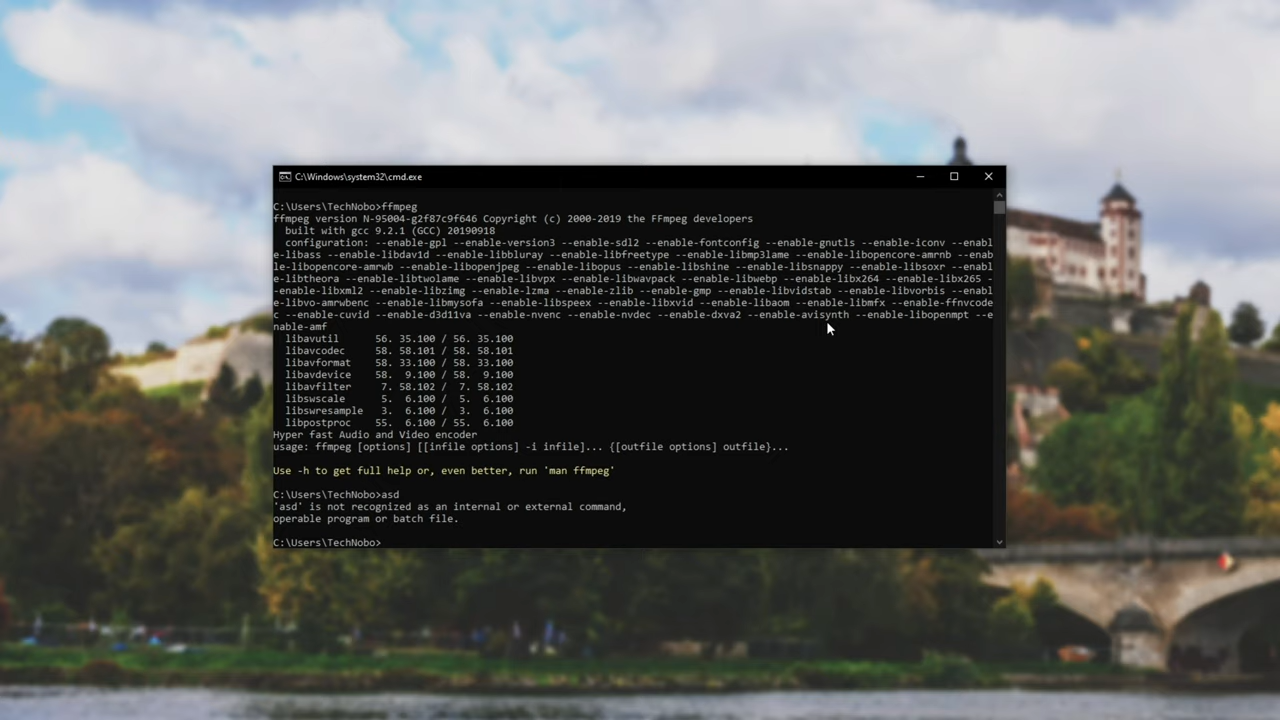 C:\Windows\system32\cmd.exe
C:\Users\TechNobo>ffmpeg
ffmpeg version N-95004-g2f87c9f646 Copyright (c) 2000-2019 the FFmpeg developers
  built with gcc 9.2.1 (GCC) 20190918
  configuration: --enable-gpl --enable-version3 --enable-sdl2 --enable-fontconfig --enable-gnutls --enable-iconv --enabl
e-libass --enable-libdav1d --enable-libbluray --enable-libfreetype --enable-libmp3lame --enable-libopencore-amrnb --enab
le-libopencore-amrwb --enable-libopenjpeg --enable-libopus --enable-libshine --enable-libsnappy --enable-libsoxr --enabl
e-libtheora --enable-libtwolame --enable-libvpx --enable-libwavpack --enable-libwebp --enable-libx264 --enable-libx265 -
-enable-libxml2 --enable-libzimg --enable-lzma --enable-zlib --enable-gmp --enable-libvidstab --enable-libvorbis --enabl
e-libvo-amrwbenc --enable-libmysofa --enable-libspeex --enable-libxvid --enable-libaom --enable-libmfx --enable-ffnvcode
c --enable-cuvid --enable-d3d11va --enable-nvenc --enable-nvdec --enable-dxva2 --enable-avisynth --enable-libopenmpt --e
nable-amf
  libavutil      56. 35.100 / 56. 35.100
  libavcodec     58. 58.101 / 58. 58.101
  libavformat    58. 33.100 / 58. 33.100
  libavdevice    58.  9.100 / 58.  9.100
  libavfilter     7. 58.102 /  7. 58.102
  libswscale      5.  6.100 /  5.  6.100
  libswresample   3.  6.100 /  3.  6.100
  libpostproc    55.  6.100 / 55.  6.100
Hyper fast Audio and Video encoder
usage: ffmpeg [options] [[infile options] -i infile]... {[outfile options] outfile}...
Use -h to get full help or, even better, run 'man ffmpeg'
C:\Users\TechNobo>asd
'asd' is not recognized as an internal or external command,
operable program or batch file.
C:\Users\TechNobo>